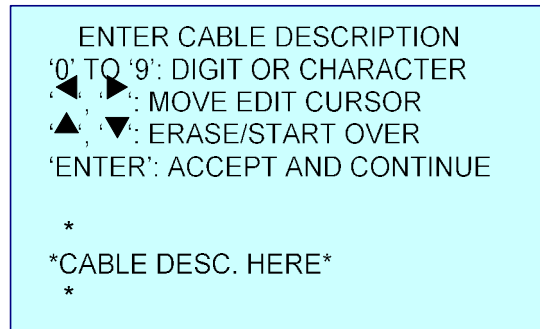 ENTER CABLE DESCRIPTION
‘0’ TO ‘9’: DIGIT OR CHARACTER
‘◀‘, ‘▶‘: MOVE EDIT CURSOR
‘▲‘, ‘▼‘: ERASE/START OVER
‘ENTER’: ACCEPT AND CONTINUE
*
*CABLE DESC. HERE*
*